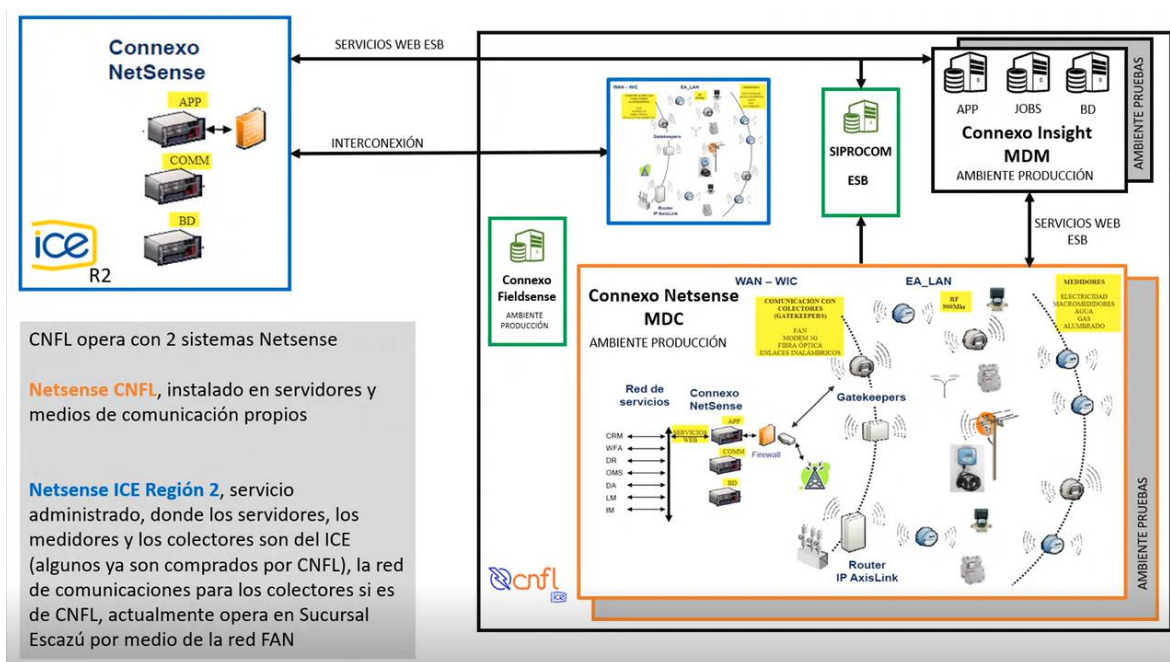 Connexo
NetSense
APP
COMM
BD
ice
R2
SERVICIOS WEB ESB
INTERCONEXIÓN
WAN – WIC
EA_LAN
Gatekeepers
Router
IP AxisLink
SIPROCOM
ESB
APP
JOBS
BD
Connexo Insight
MDM
AMBIENTE PRODUCCIÓN
AMBIENTE PRUEBAS
SERVICIOS WEB
ESB
Connexo
Fieldsense
AMBIENTE
PRODUCCIÓN
Connexo Netsense
MDC
AMBIENTE PRODUCCIÓN
WAN – WIC
COMUNICACIÓN CON
COLECTORES
(GATEKEEPERS)
FAN
MODEM 3G
FIBRA ÓPTICA
ENLACES INALÁMBRICOS
EA_LAN
RF
900Mhz
MEDIDORES
ELECTRICIDAD
MACROMEDIDORES
AGUA
GAS
ALUMBRADO
Red de
servicios
CRM
WFA
DR
OMS
DA
LM
IM
SERVICIOS
WEB
Connexo
NetSense
APP
COMM
BD
Firewall
Gatekeepers
Router
IP AxisLink
AMBIENTE PRUEBAS
cnfl
ice
CNFL opera con 2 sistemas Netsense
Netsense CNFL, instalado en servidores y
medios de comunicación propios
Netsense ICE Región 2, servicio
administrado, donde los servidores, los
medidores y los colectores son del ICE
(algunos ya son comprados por CNFL), la red
de comunicaciones para los colectores si es
de CNFL, actualmente opera en Sucursal
Escazú por medio de la red FAN